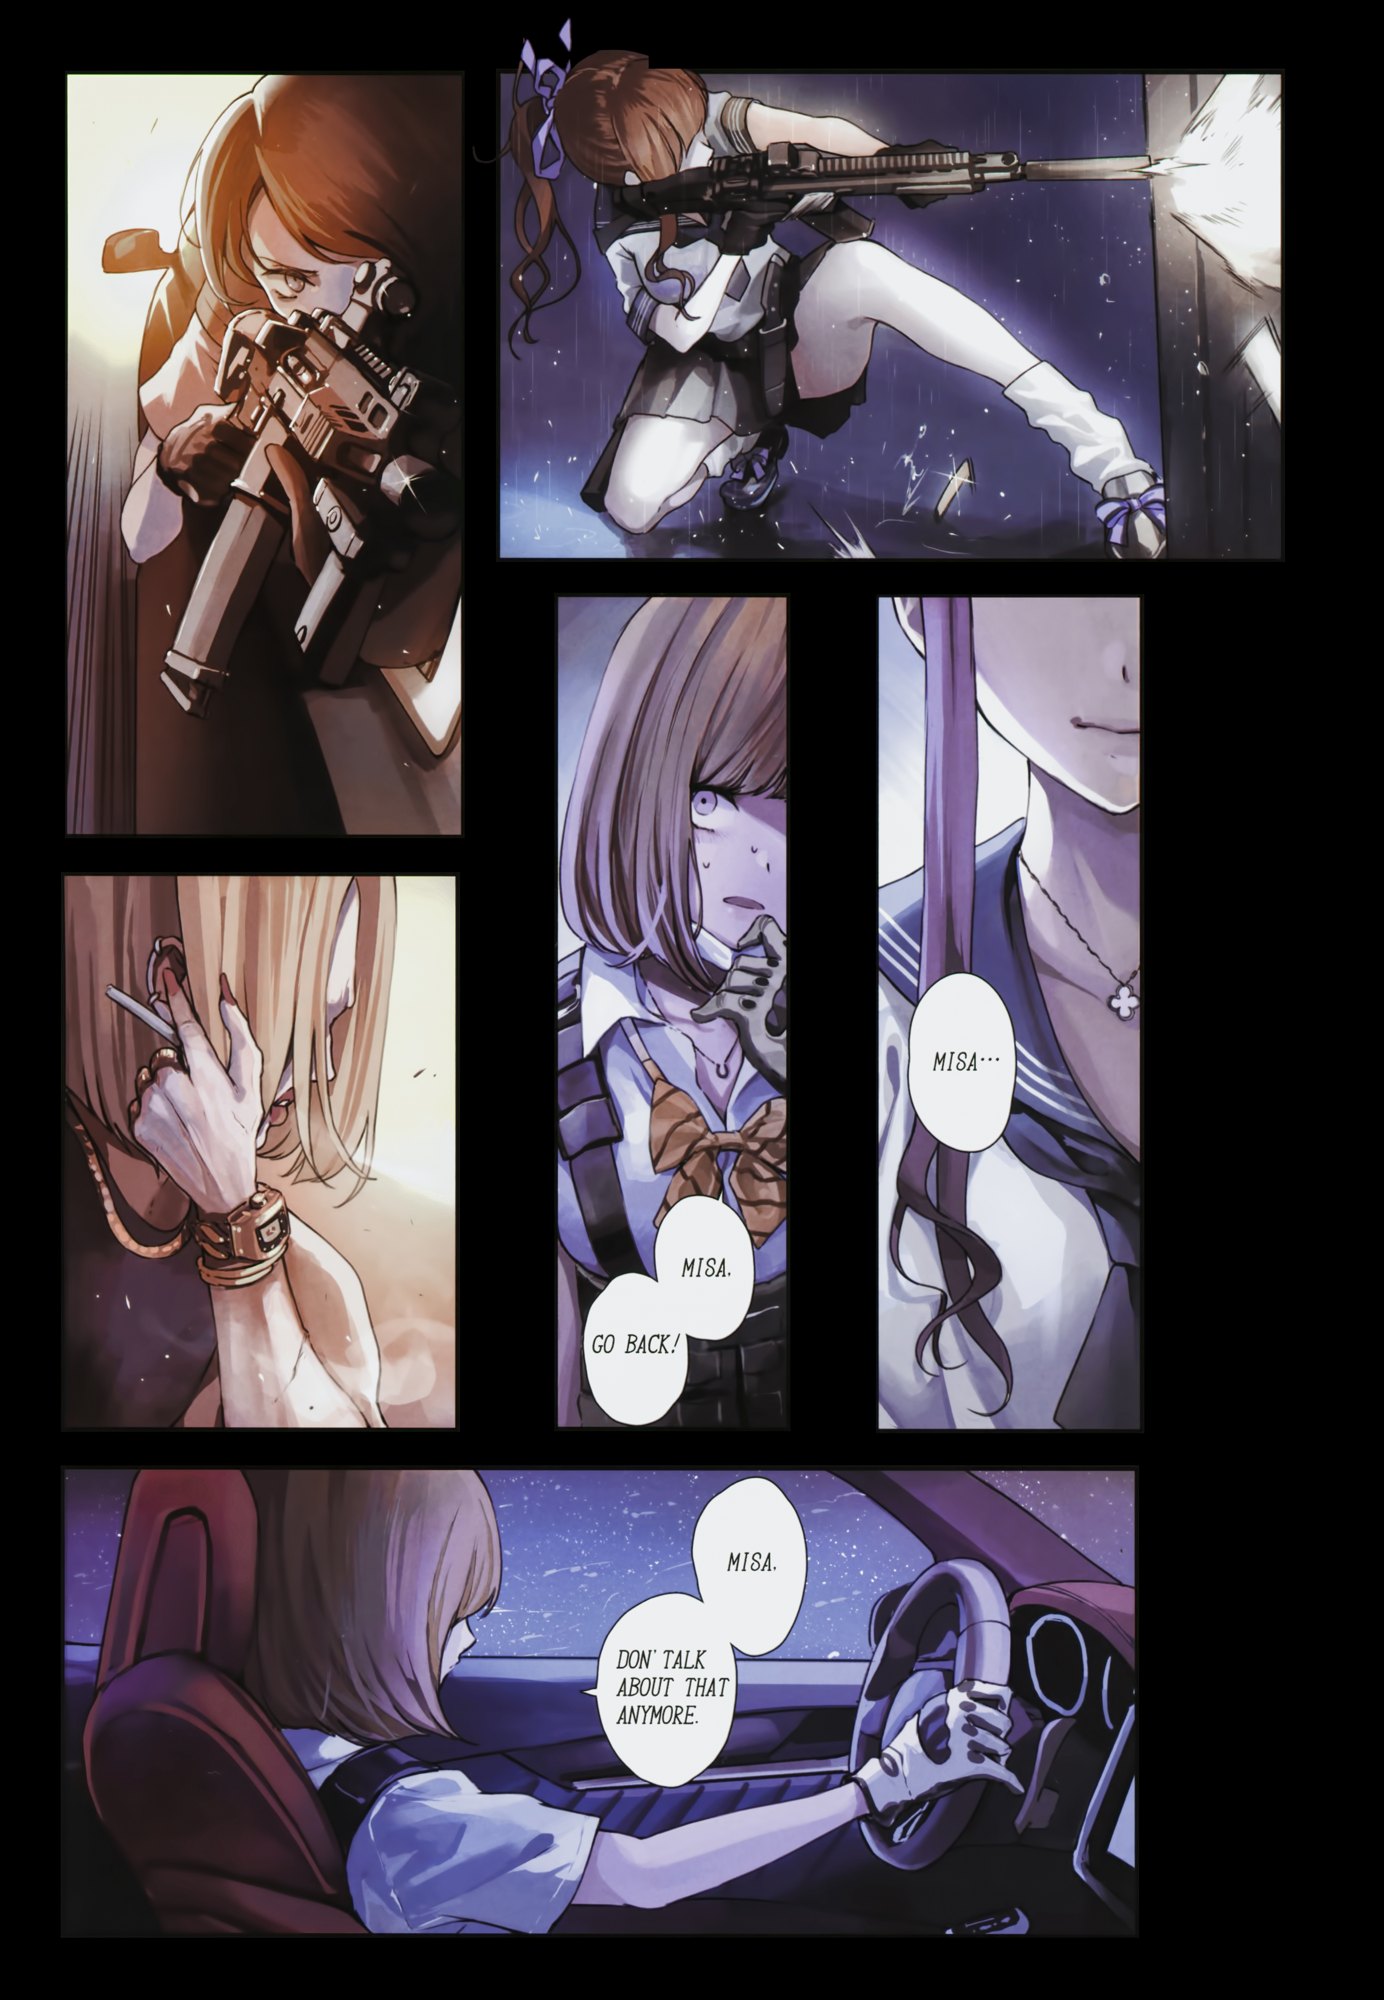 MISA…
MISA,
GO BACK!
MISA,
DON' TALK
ABOUT THAT
ANYMORE.